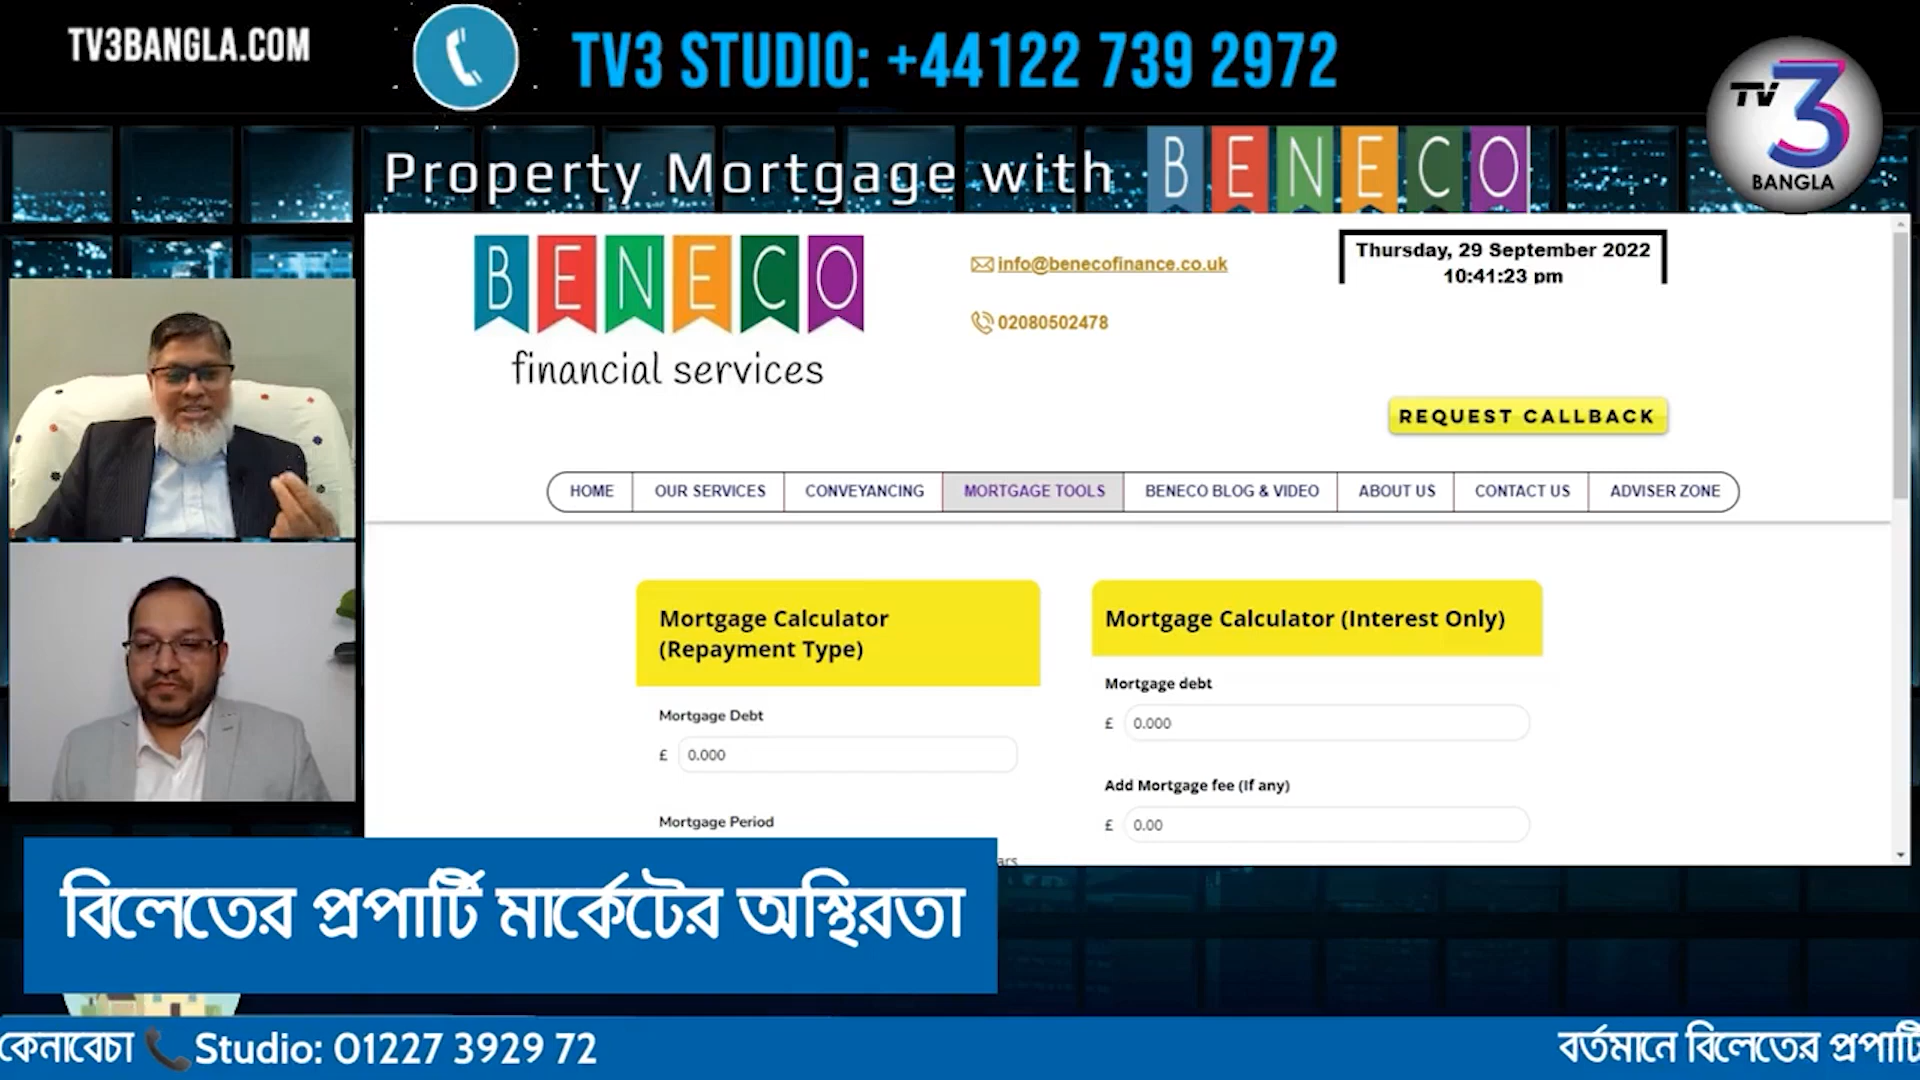 TV3BANGLA.COM
TV3 STUDIO: +44122 739 2972
TV3
BANGLA
Property Mortgage with BENECO
BENECO
financial services
info@benecofinance.co.uk
02080502478
Thursday, 29 September 2022
10:41:23 pm
REQUEST CALLBACK
HOME OUR SERVICES CONVEYANCING MORTGAGE TOOLS BENECO BLOG & VIDEO ABOUT US CONTACT US ADVISER ZONE
Mortgage Calculator
(Repayment Type)
Mortgage Debt
£ 0.000
Mortgage Period
Mortgage Calculator (Interest Only)
Mortgage debt
£ 0.000
Add Mortgage fee (If any)
£ 0.00
বিলেতের প্রপার্টি মার্কেটের অস্থিরতা
কেনাবেচা Studio: 01227 3929 72 বর্তমানে বিলেতের প্রপার্টি